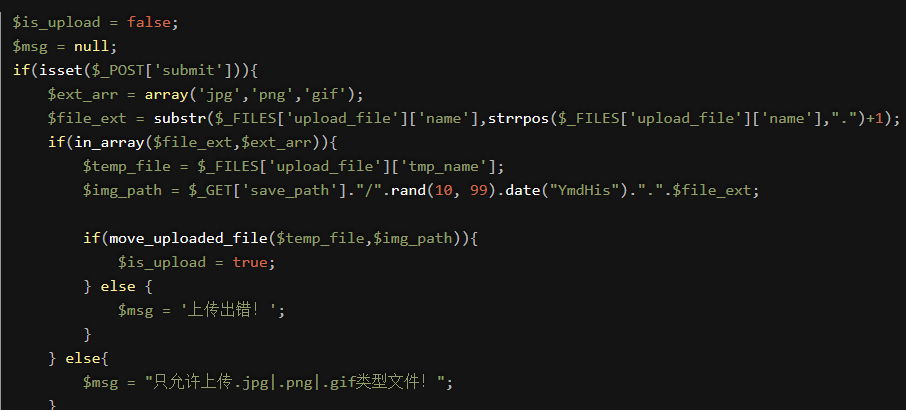 $is_upload = false;
$msg = null;
if(isset($_POST['submit'])){
    $ext_arr = array('jpg','png','gif');
    $file_ext = substr($_FILES['upload_file']['name'],strrpos($_FILES['upload_file']['name'],".")+1);
    if(in_array($file_ext,$ext_arr)){
        $temp_file = $_FILES['upload_file']['tmp_name'];
        $img_path = $_GET['save_path']."/".rand(10, 99).date("YmdHis").".".$file_ext;
        if(move_uploaded_file($temp_file,$img_path)){
            $is_upload = true;
        } else {
            $msg = '上传出错！';
        }
    } else{
        $msg = "只允许上传.jpg|.png|.gif类型文件！";
    }